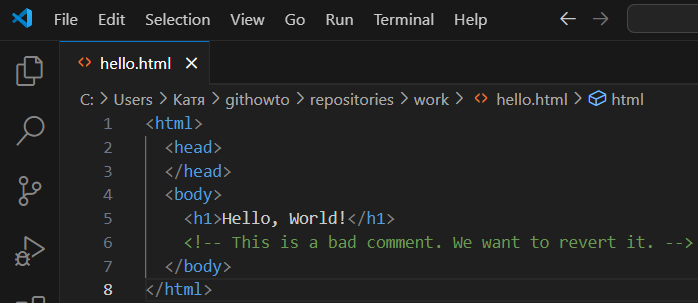 File Edit Selection View Go Run Terminal Help
hello.html
C: > Users > Катя > githowto > repositories > work > hello.html > html
1 <html>
2   <head>
3   </head>
4   <body>
5     <h1>Hello, World!</h1>
6     <!-- This is a bad comment. We want to revert it. -->
7   </body>
8 </html>